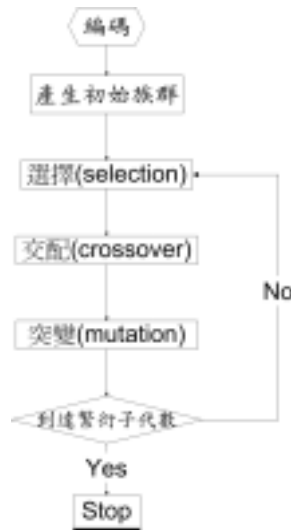 編碼
產生初始族群
選擇(selection)
交配(crossover)
No
突變(mutation)
到達繁衍子代數
Yes
Stop